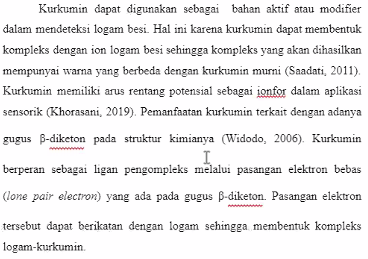 Kurkumin dapat digunakan sebagai bahan aktif atau modifier
dalam mendeteksi logam besi. Hal ini karena kurkumin dapat membentuk
kompleks dengan ion logam besi sehingga kompleks yang akan dihasilkan
mempunyai warna yang berbeda dengan kurkumin murni (Saadati, 2011).
Kurkumin memiliki arus rentang potensial sebagai ionfor dalam aplikasi
sensorik (Khorasani, 2019). Pemanfaatan kurkumin terkait dengan adanya
gugus β-diketon pada struktur kimianya (Widodo, 2006). Kurkumin
berperan sebagai ligan pengompleks melalui pasangan elektron bebas
(lone pair electron) yang ada pada gugus β-diketon. Pasangan elektron
tersebut dapat berikatan dengan logam sehingga membentuk kompleks
logam-kurkumin.